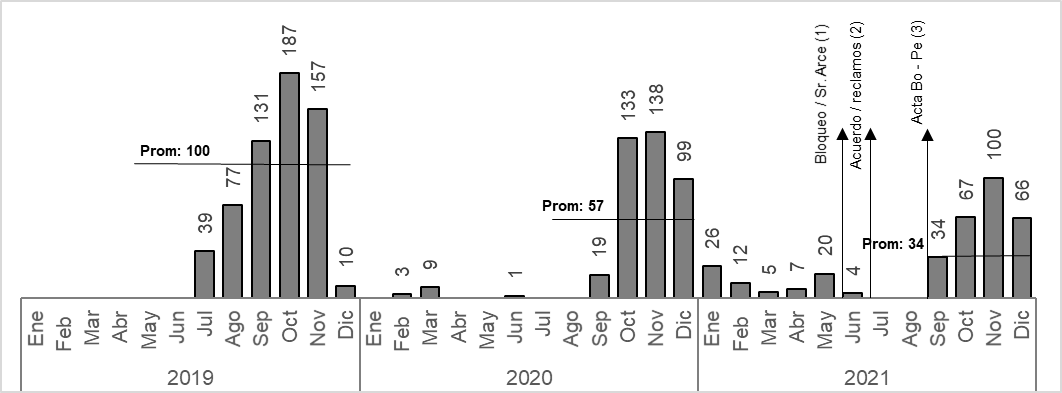 187
157
131
77
39
10
Prom: 100
3
9
1
19
133
138
99
Prom: 57
26
12
5
7
20
4
34
67
100
66
Prom: 34
Bloqueo / Sr. Arce (1)
Acuerdo / reclamos (2)
Acta Bo - Pe (3)
Ene Feb Mar Abr May Jun Jul Ago Sep Oct Nov Dic Ene Feb Mar Abr May Jun Jul Ago Sep Oct Nov Dic Ene Feb Mar Abr May Jun Jul Ago Sep Oct Nov Dic
2019 2020 2021